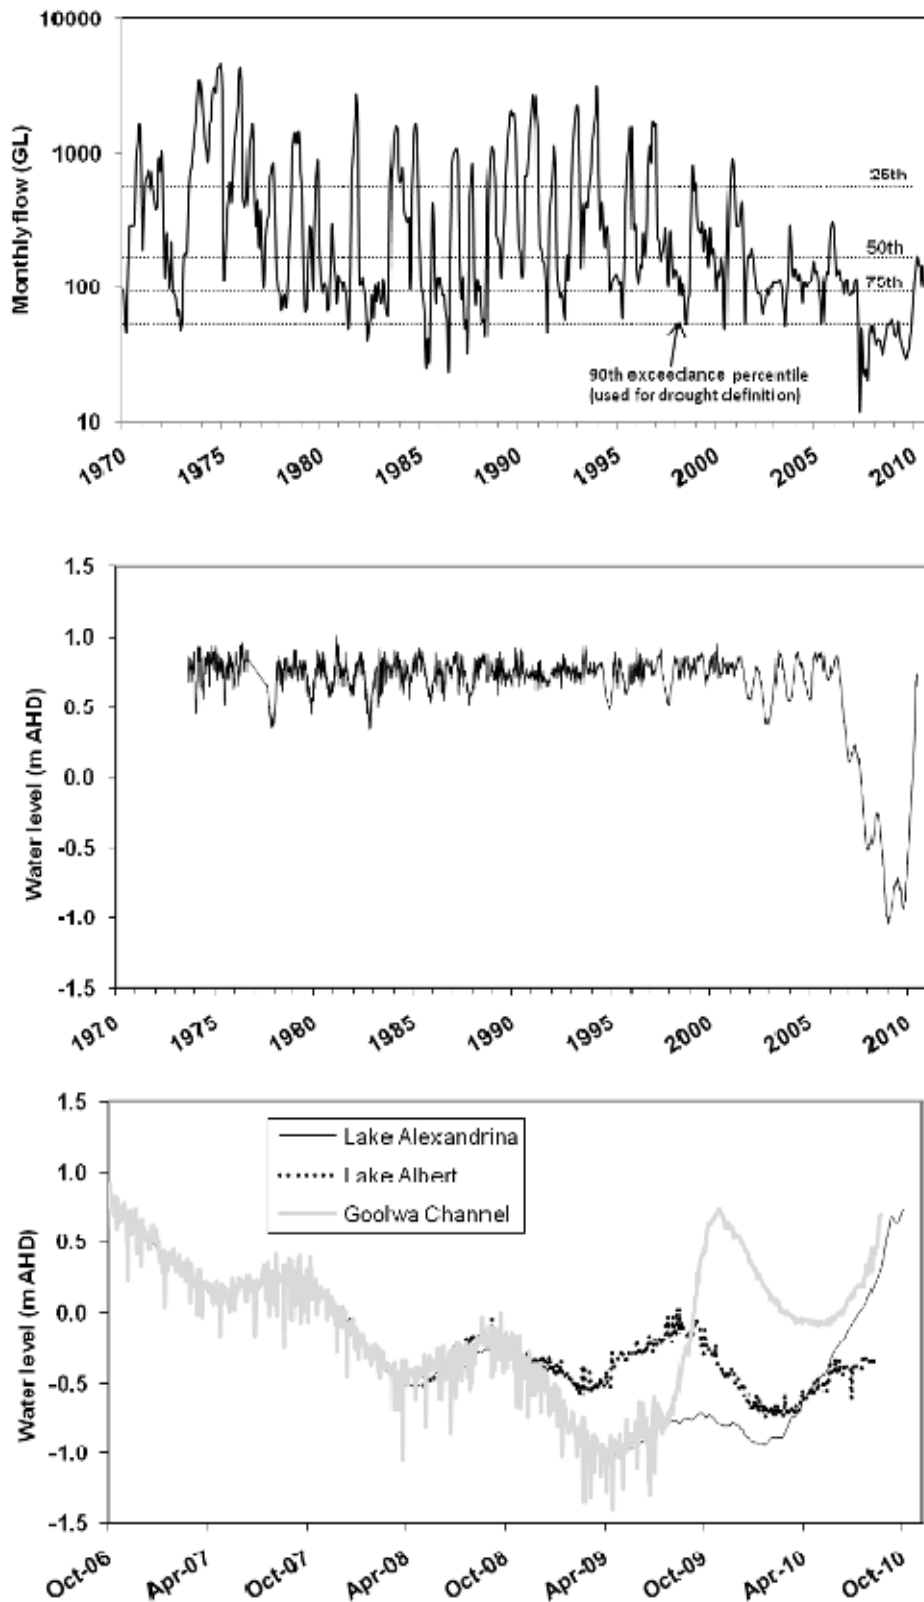 10000
1000
100
10
Monthly flow (GL)
25th
50th
75th
90th exceedance percentile
(used for drought definition)
1970
1975
1980
1985
1990
1995
2000
2005
2010
1.5
1.0
0.5
0.0
-0.5
-1.0
-1.5
Water level (m AHD)
1970
1975
1980
1985
1990
1995
2000
2005
2010
1.5
1.0
0.5
0.0
-0.5
-1.0
-1.5
Water level (m AHD)
Lake Alexandrina
Lake Albert
Goolwa Channel
Oct-06
Apr-07
Oct-07
Apr-08
Oct-08
Apr-09
Oct-09
Apr-10
Oct-10